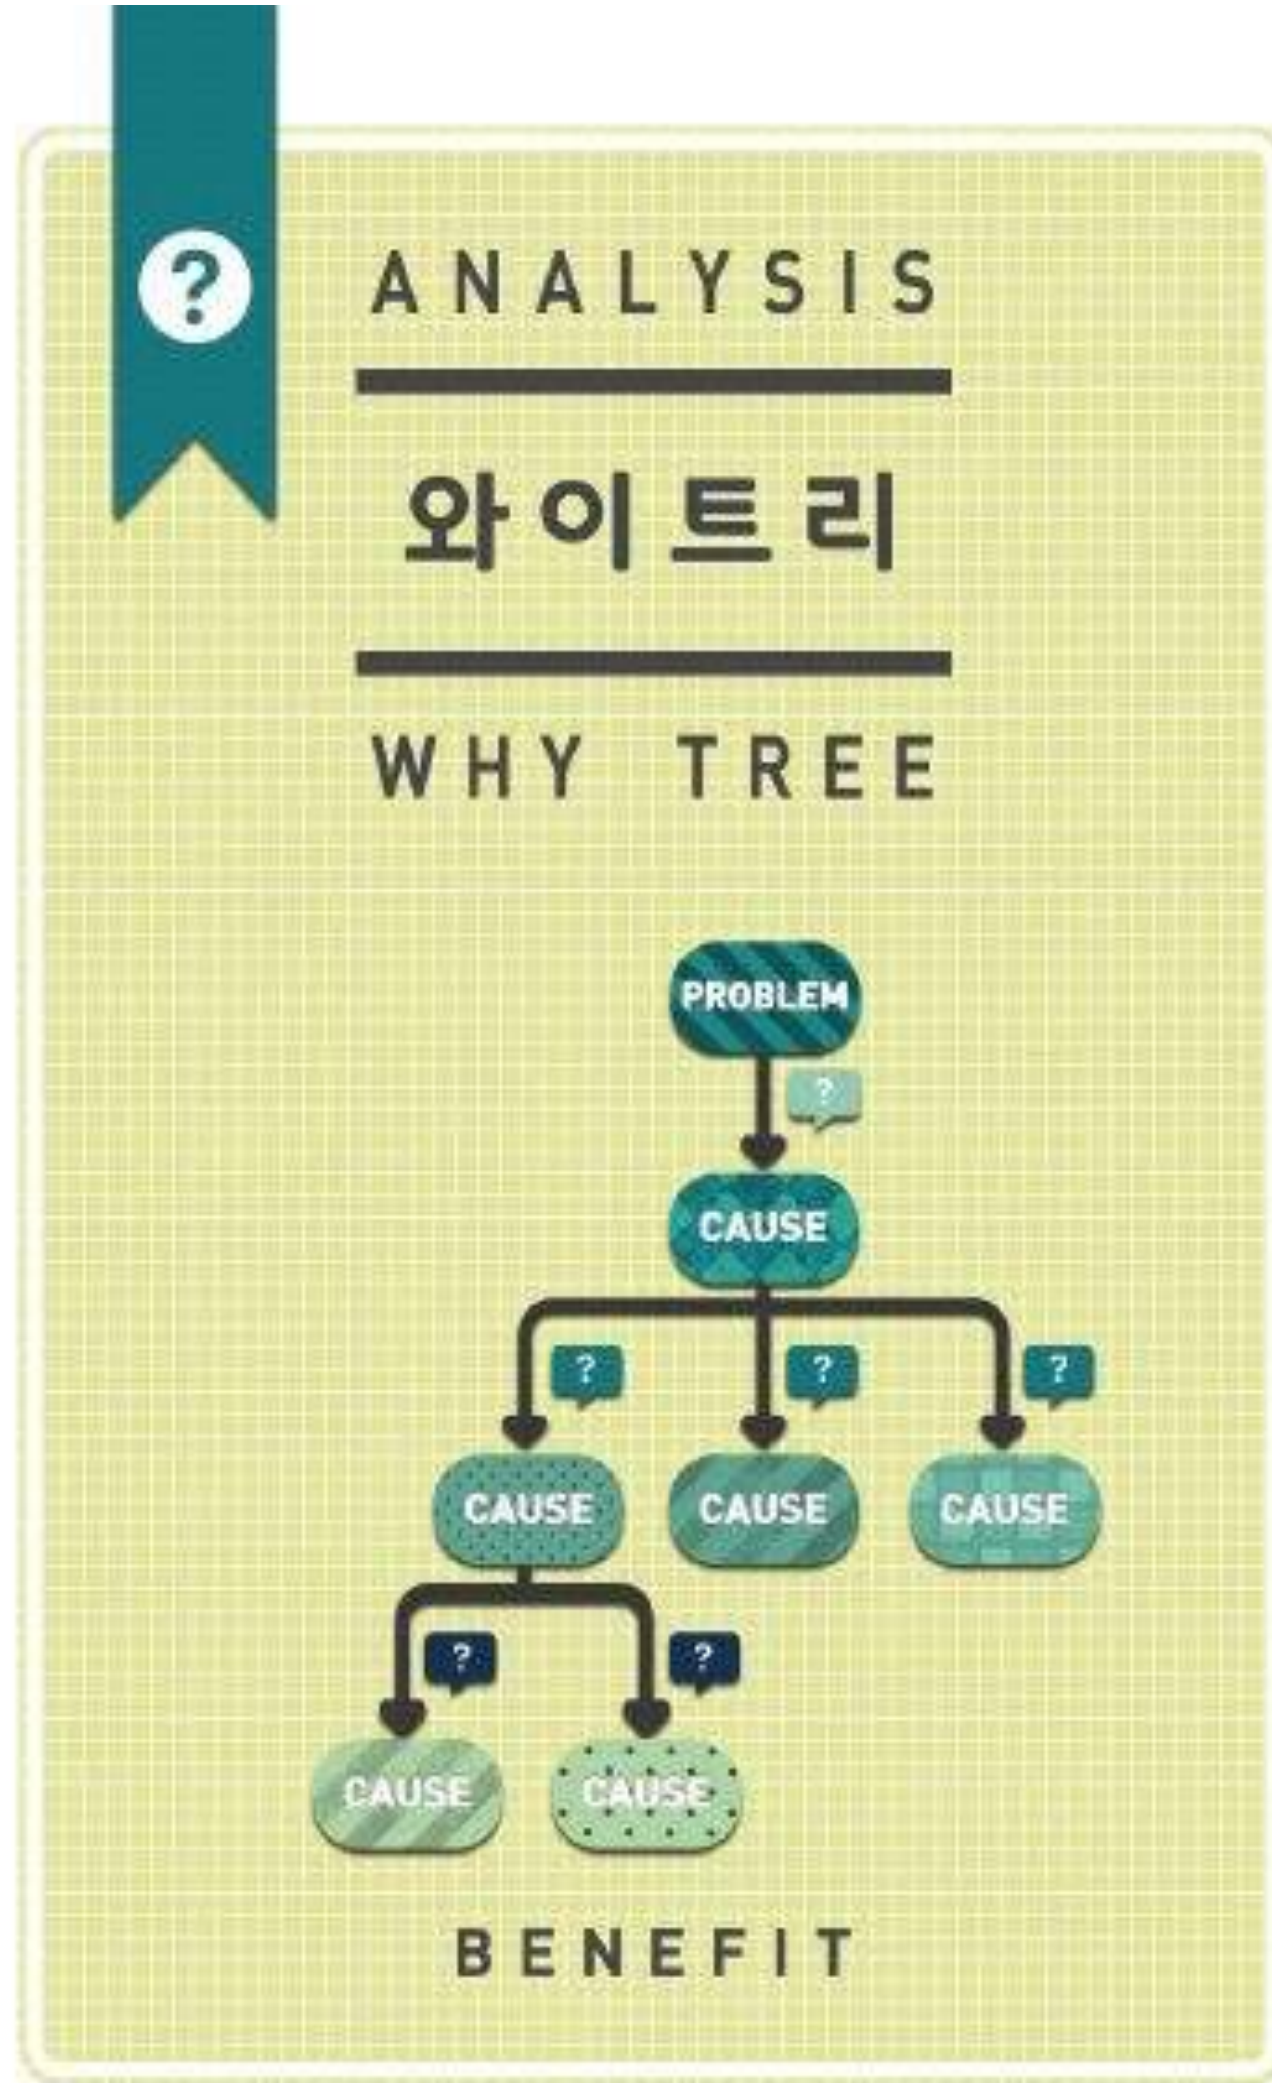 ?
ANALYSIS
와이트리
WHY TREE
PROBLEM
?
CAUSE
? ? ?
CAUSE CAUSE CAUSE
? ?
CAUSE CAUSE
BENEFIT